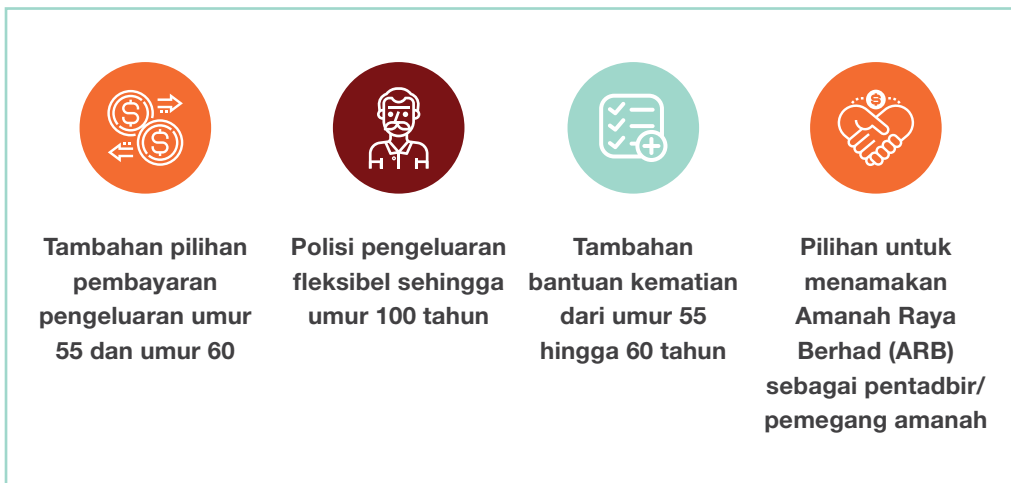 Tambahan pilihan
pembayaran
pengeluaran umur
55 dan umur 60
Polisi pengeluaran
fleksibel sehingga
umur 100 tahun
Tambahan
bantuan kematian
dari umur 55
hingga 60 tahun
Pilihan untuk
menamakan
Amanah Raya
Berhad (ARB)
sebagai pentadbir/
pemegang amanah